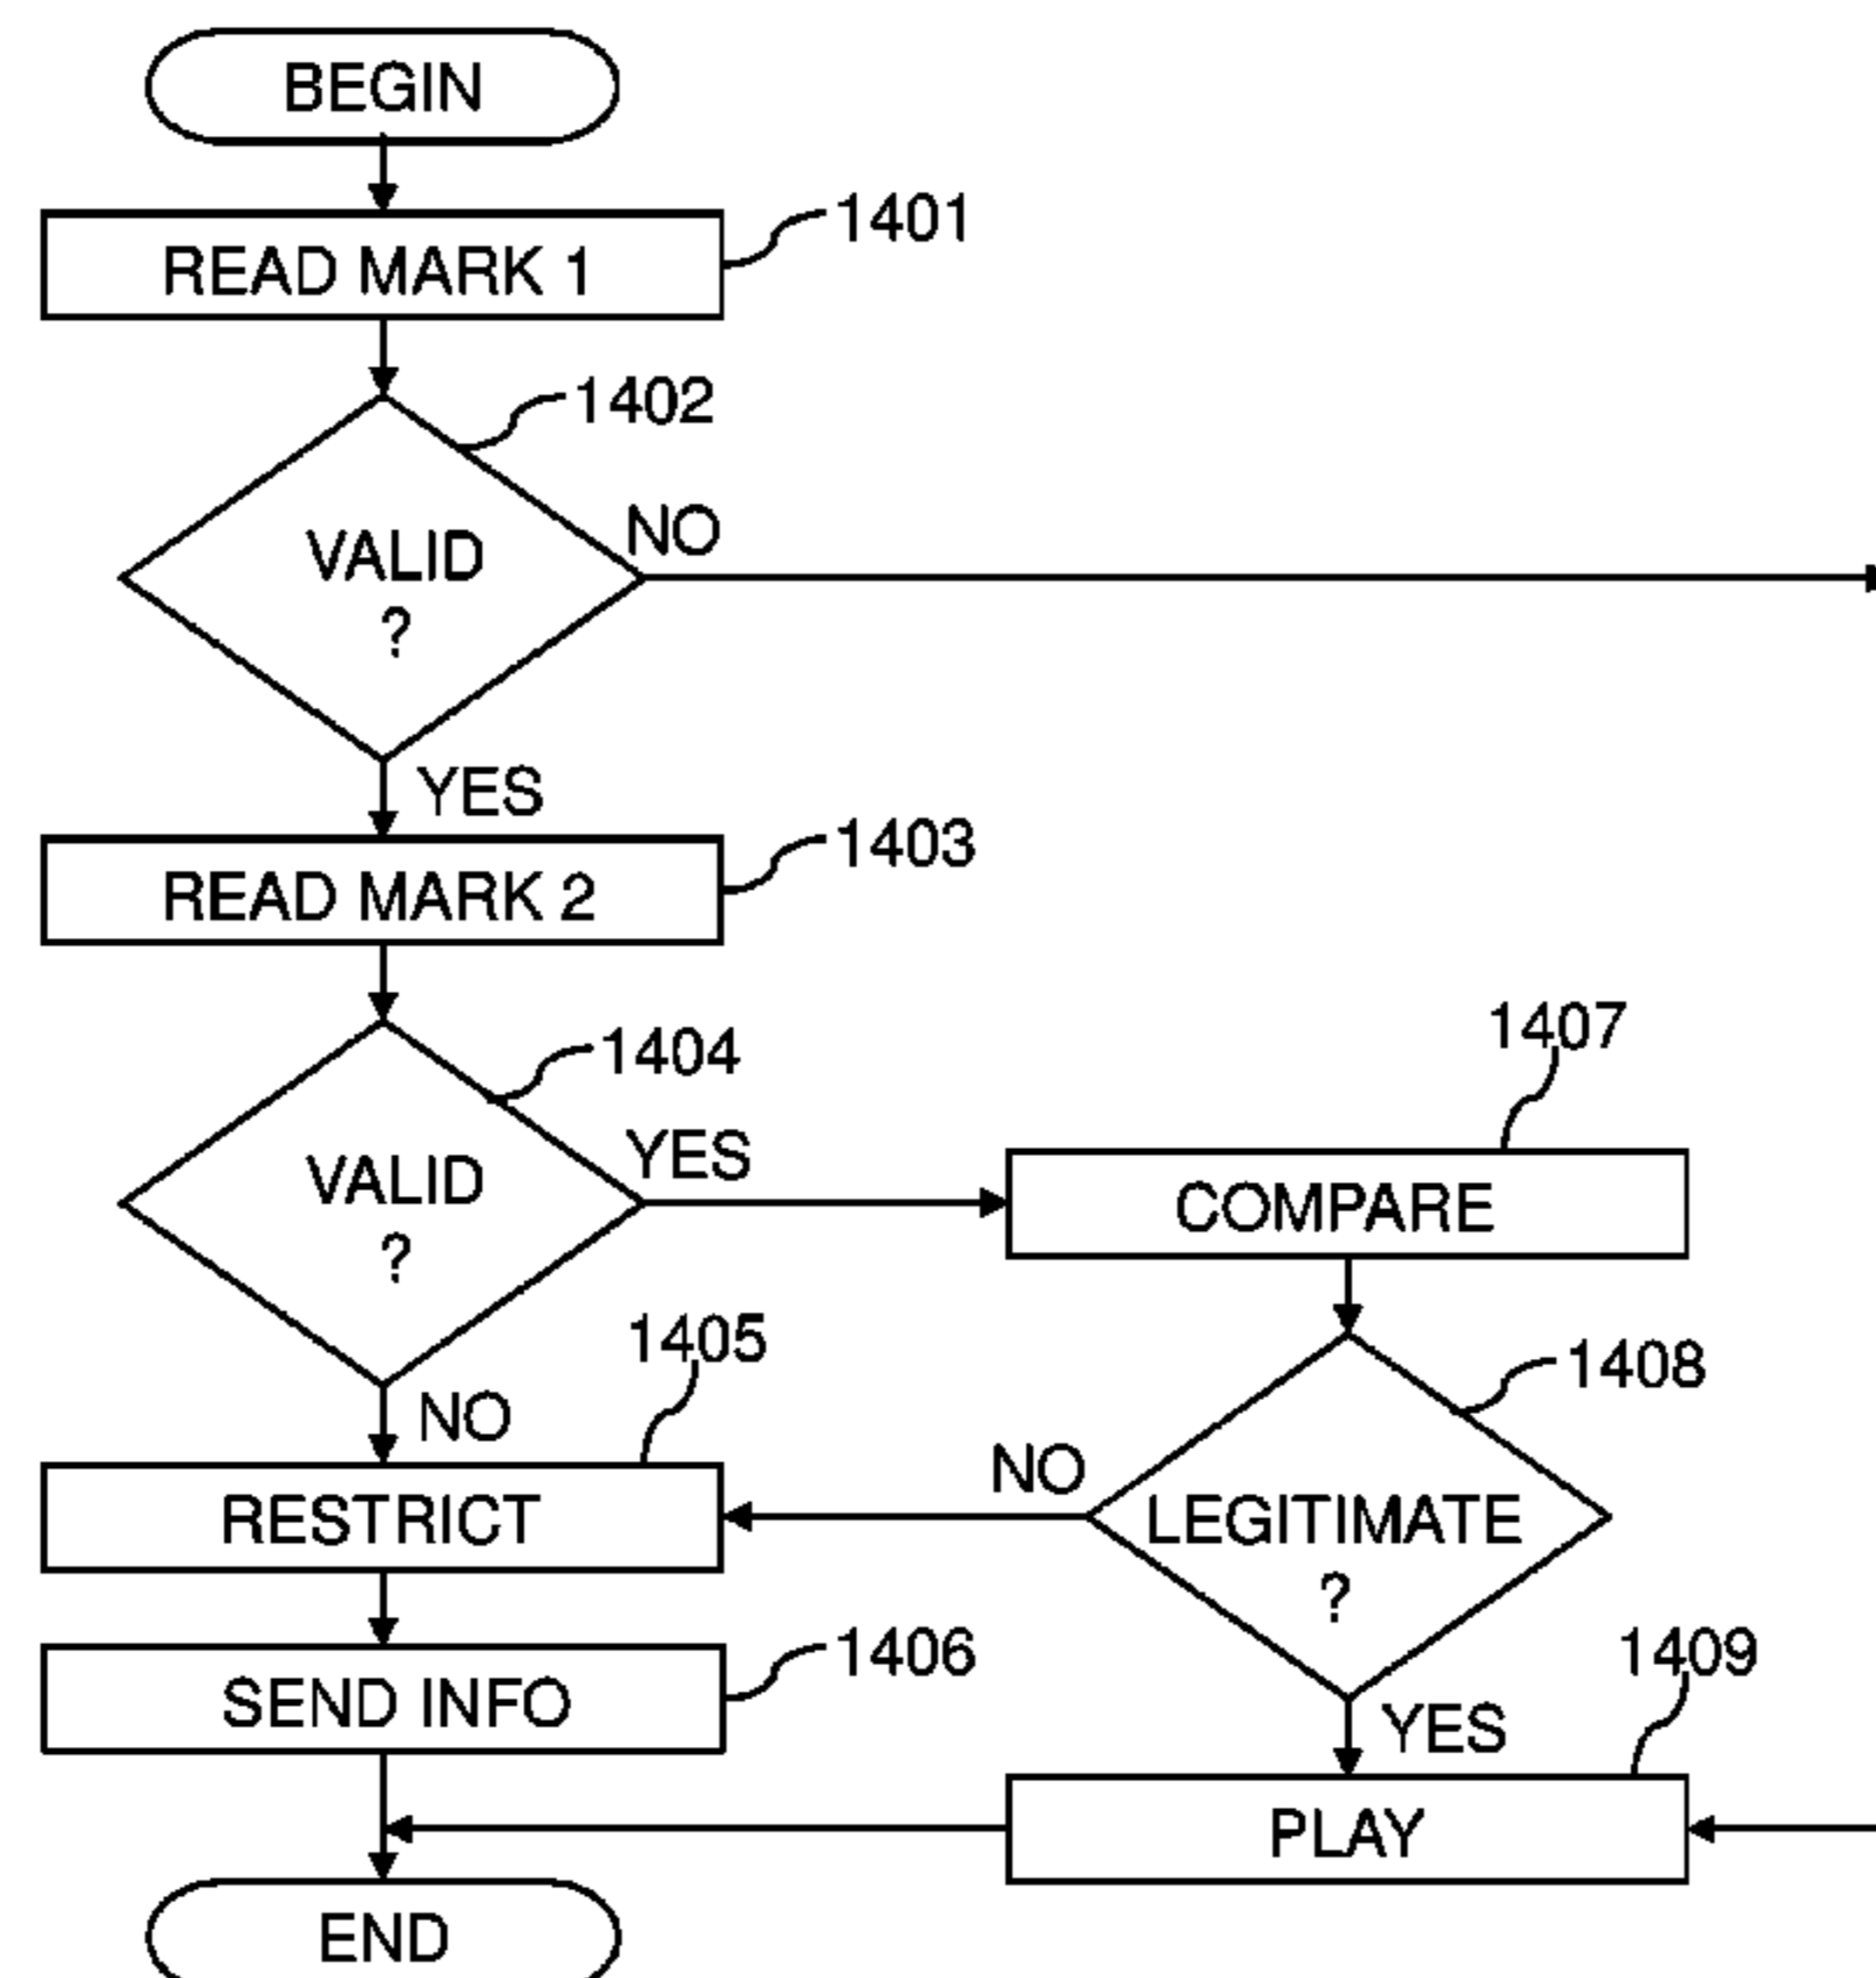 BEGIN
READ MARK 1
1401
1402
VALID
?
NO
YES
READ MARK 2
1403
1404
VALID
?
YES
NO
1407
COMPARE
1405
RESTRICT
1408
NO
LEGITIMATE
?
YES
SEND INFO
1406
1409
PLAY
END